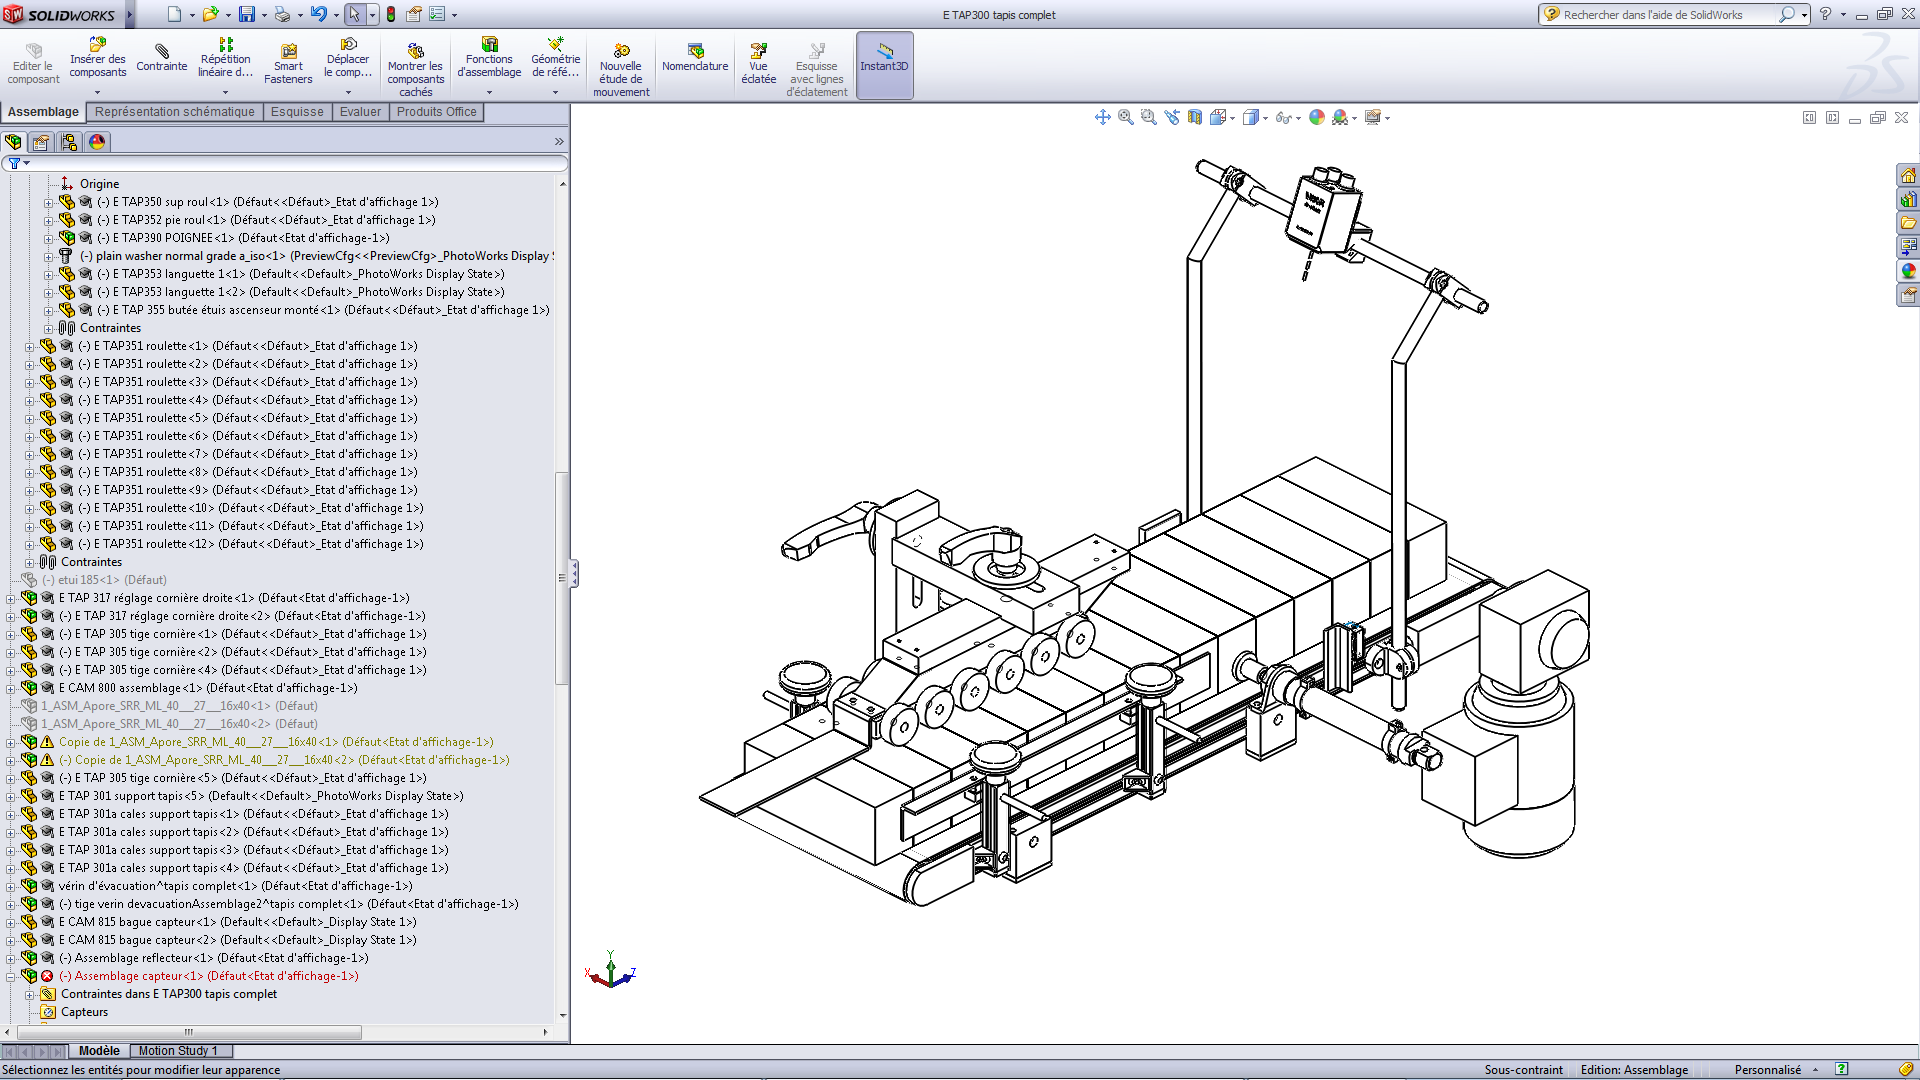 SOLIDWORKS
E TAP300 tapis complet
Rechercher dans l'aide de SolidWorks
Editer le composant
Insérer des composants
Contrainte
Répétition linéaire d...
Smart Fasteners
Déplacer le comp...
Montrer les composants cachés
Fonctions d'assemblage
Géométrie de réfé...
Nouvelle étude de mouvement
Nomenclature
Vue éclatée
Esquisse avec lignes d'éclatement
Instant3D
Assemblage
Représentation schématique
Esquisse
Evaluer
Produits Office
Origine
(-) E TAP350 sup roul<1> (Défaut<<Défaut>_Etat d'affichage 1>)
(-) E TAP352 pie roul<1> (Défaut<<Défaut>_Etat d'affichage 1>)
(-) E TAP390 POIGNEE<1> (Défaut<Etat d'affichage-1>)
(-) plain washer normal grade a_iso<1> (PreviewCfg<<PreviewCfg>_PhotoWorks Display
(-) E TAP353 languette 1<1> (Default<<Default>_PhotoWorks Display State>)
(-) E TAP353 languette 1<2> (Default<<Default>_PhotoWorks Display State>)
(-) E TAP 355 butée étuis ascenseur monté<1> (Défaut<<Défaut>_Etat d'affichage 1>)
Contraintes
(-) E TAP351 roulette<1> (Défaut<<Défaut>_Etat d'affichage 1>)
(-) E TAP351 roulette<2> (Défaut<<Défaut>_Etat d'affichage 1>)
(-) E TAP351 roulette<3> (Défaut<<Défaut>_Etat d'affichage 1>)
(-) E TAP351 roulette<4> (Défaut<<Défaut>_Etat d'affichage 1>)
(-) E TAP351 roulette<5> (Défaut<<Défaut>_Etat d'affichage 1>)
(-) E TAP351 roulette<6> (Défaut<<Défaut>_Etat d'affichage 1>)
(-) E TAP351 roulette<7> (Défaut<<Défaut>_Etat d'affichage 1>)
(-) E TAP351 roulette<8> (Défaut<<Défaut>_Etat d'affichage 1>)
(-) E TAP351 roulette<9> (Défaut<<Défaut>_Etat d'affichage 1>)
(-) E TAP351 roulette<10> (Défaut<<Défaut>_Etat d'affichage 1>)
(-) E TAP351 roulette<11> (Défaut<<Défaut>_Etat d'affichage 1>)
(-) E TAP351 roulette<12> (Défaut<<Défaut>_Etat d'affichage 1>)
Contraintes
(-) etui 185<1> (Défaut)
E TAP 317 réglage cornière droite<1> (Défaut<Etat d'affichage-1>)
(-) E TAP 317 réglage cornière droite<2> (Défaut<Etat d'affichage-1>)
(-) E TAP 305 tige cornière<1> (Défaut<<Défaut>_Etat d'affichage 1>)
(-) E TAP 305 tige cornière<2> (Défaut<<Défaut>_Etat d'affichage 1>)
(-) E TAP 305 tige cornière<4> (Défaut<<Défaut>_Etat d'affichage 1>)
E CAM 800 assemblage<1> (Défaut<Etat d'affichage-1>)
1_ASM_Apore_SRR_ML_40___27___16x40<1> (Défaut)
1_ASM_Apore_SRR_ML_40___27___16x40<2> (Défaut)
Copie de 1_ASM_Apore_SRR_ML_40___27___16x40<1> (Défaut<Etat d'affichage-1>)
(-) Copie de 1_ASM_Apore_SRR_ML_40___27___16x40<2> (Défaut<Etat d'affichage-1>)
(-) E TAP 305 tige cornière<5> (Défaut<<Défaut>_Etat d'affichage 1>)
E TAP 301 support tapis<5> (Default<<Default>_PhotoWorks Display State>)
E TAP 301a cales support tapis<1> (Défaut<<Défaut>_Etat d'affichage 1>)
E TAP 301a cales support tapis<2> (Défaut<<Défaut>_Etat d'affichage 1>)
E TAP 301a cales support tapis<3> (Défaut<<Défaut>_Etat d'affichage 1>)
E TAP 301a cales support tapis<4> (Défaut<<Défaut>_Etat d'affichage 1>)
vérin d'évacuation^tapis complet<1> (Défaut<Etat d'affichage-1>)
(-) tige verin devacuationAssemblage2^tapis complet<1> (Défaut<Etat d'affichage-1>)
E CAM 815 bague capteur<1> (Default<<Default>_Display State 1>)
E CAM 815 bague capteur<2> (Default<<Default>_Display State 1>)
(-) Assemblage reflecteur<1> (Défaut<Etat d'affichage-1>)
(-) Assemblage capteur<1> (Défaut<Etat d'affichage-1>)
Contraintes dans E TAP300 tapis complet
Capteurs
Y
X
Z
Modèle
Motion Study 1
Sélectionnez les entités pour modifier leur apparence
Sous-contraint
Edition: Assemblage
Personnalisé